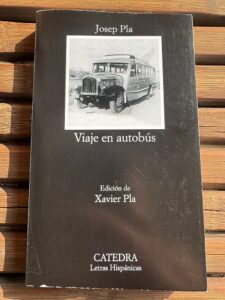 Josep Pla
Viaje en autobús
Edición de
Xavier Pla
CATEDRA
Letras Hispánicas